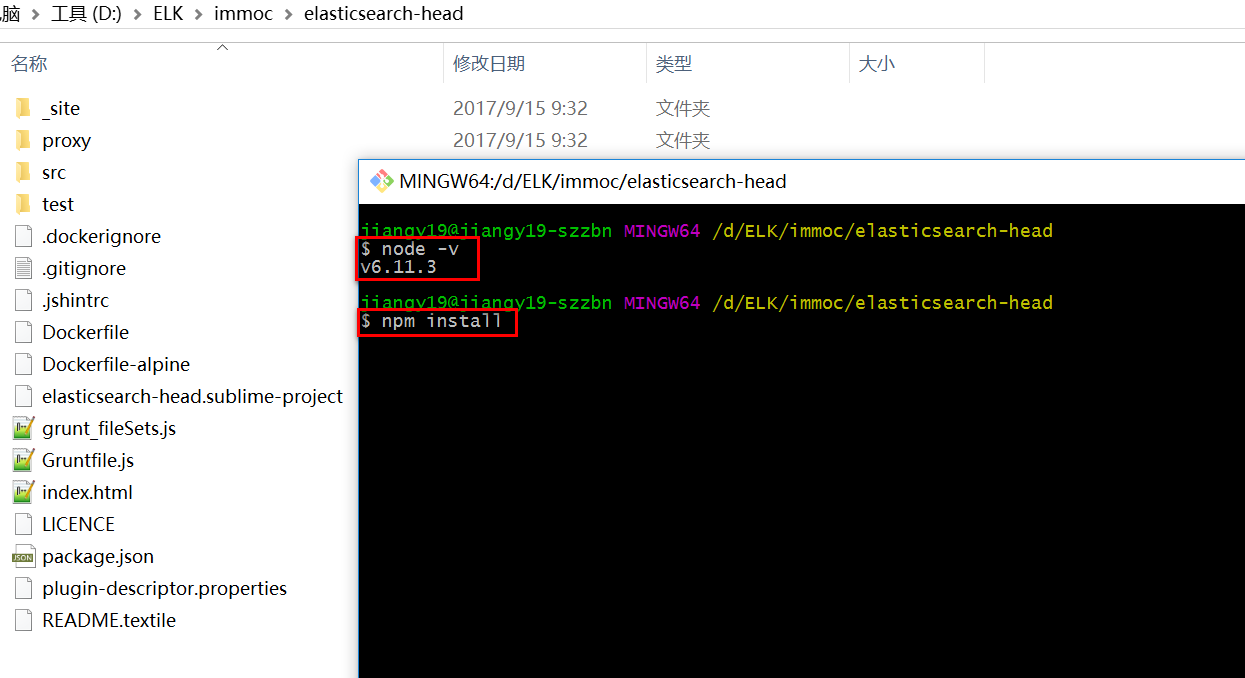 脑 > 工具 (D:) > ELK > immoc > elasticsearch-head
名称 修改日期 类型 大小
_site 2017/9/15 9:32 文件夹
proxy 2017/9/15 9:32 文件夹
src
test
.dockerignore
.gitignore
.jshintrc
Dockerfile
Dockerfile-alpine
elasticsearch-head.sublime-project
grunt_fileSets.js
Gruntfile.js
index.html
LICENCE
package.json
plugin-descriptor.properties
README.textile
MINGW64:/d/ELK/immoc/elasticsearch-head
jiangy19@jiangy19-szzbn MINGW64 /d/ELK/immoc/elasticsearch-head
$ node -v
v6.11.3
jiangy19@jiangy19-szzbn MINGW64 /d/ELK/immoc/elasticsearch-head
$ npm install